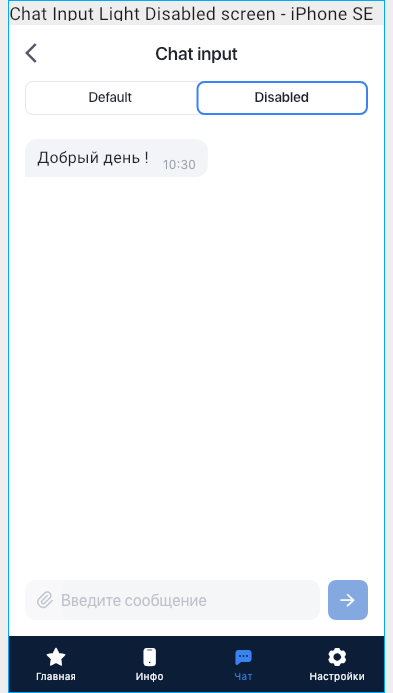 Chat Input Light Disabled screen - iPhone SE
Chat input
Default Disabled
Добрый день ! 10:30
Введите сообщение
Главная Инфо Чат Настройки